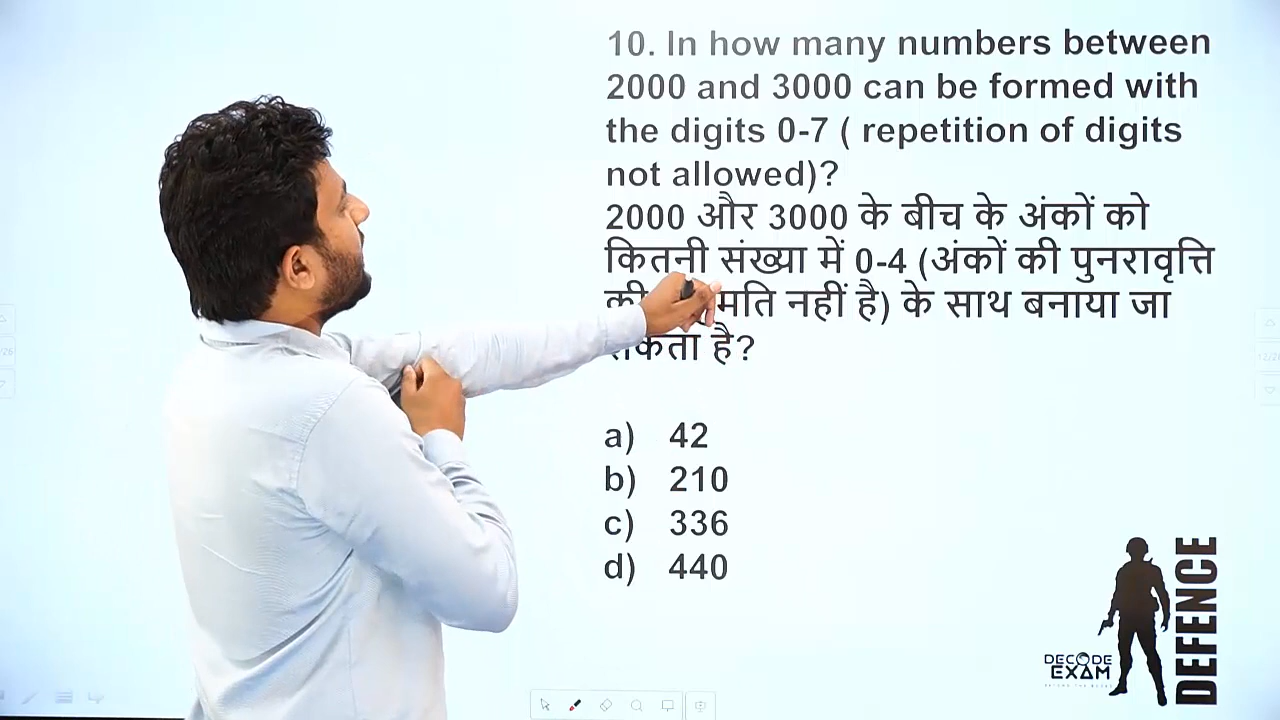 10. In how many numbers between
2000 and 3000 can be formed with
the digits 0-7 ( repetition of digits
not allowed)?
2000 और 3000 के बीच के अंकों को
कितनी संख्या में 0-4 (अंकों की पुनरावृत्ति
नहीं है) के साथ बनाया जा
है?
a) 42
b) 210
c) 336
d) 440
DECODE
EXAM
DEFENCE